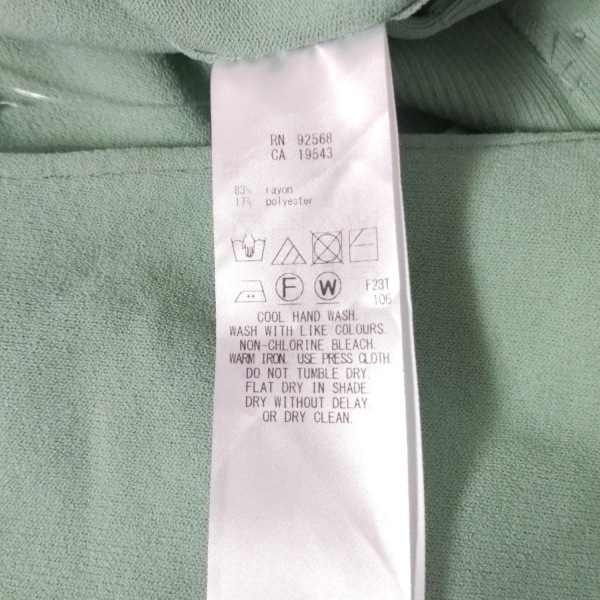 RN 92568
CA 19543
83% rayon
17% polyester
F W F23T
106
COOL HAND WASH.
WASH WITH LIKE COLOURS.
NON-CHLORINE BLEACH.
WARM IRON. USE PRESS CLOTH.
DO NOT TUMBLE DRY.
FLAT DRY IN SHADE.
DRY WITHOUT DELAY.
OR DRY CLEAN.